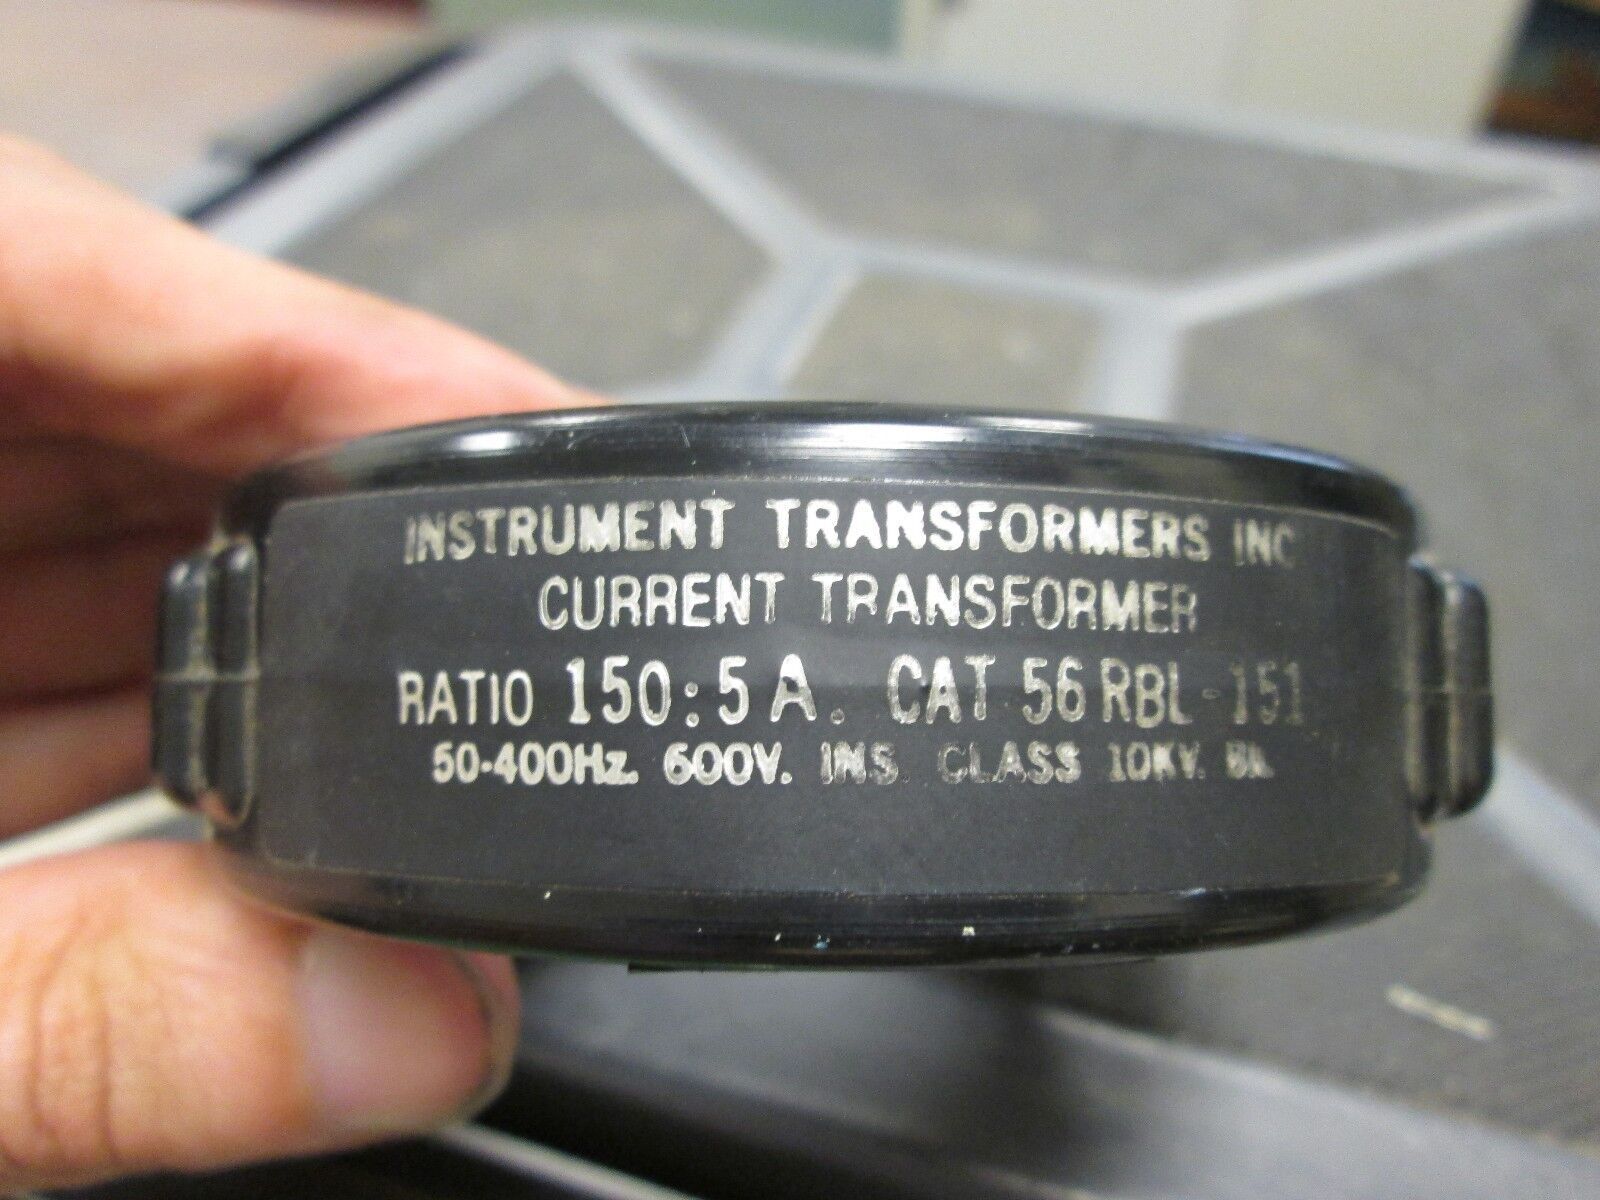 INSTRUMENT TRANSFORMERS INC
CURRENT TRANSFORMER
RATIO 150:5 A. CAT 56 RBL-151
50-400Hz. 600V. INS. CLASS 10KV.